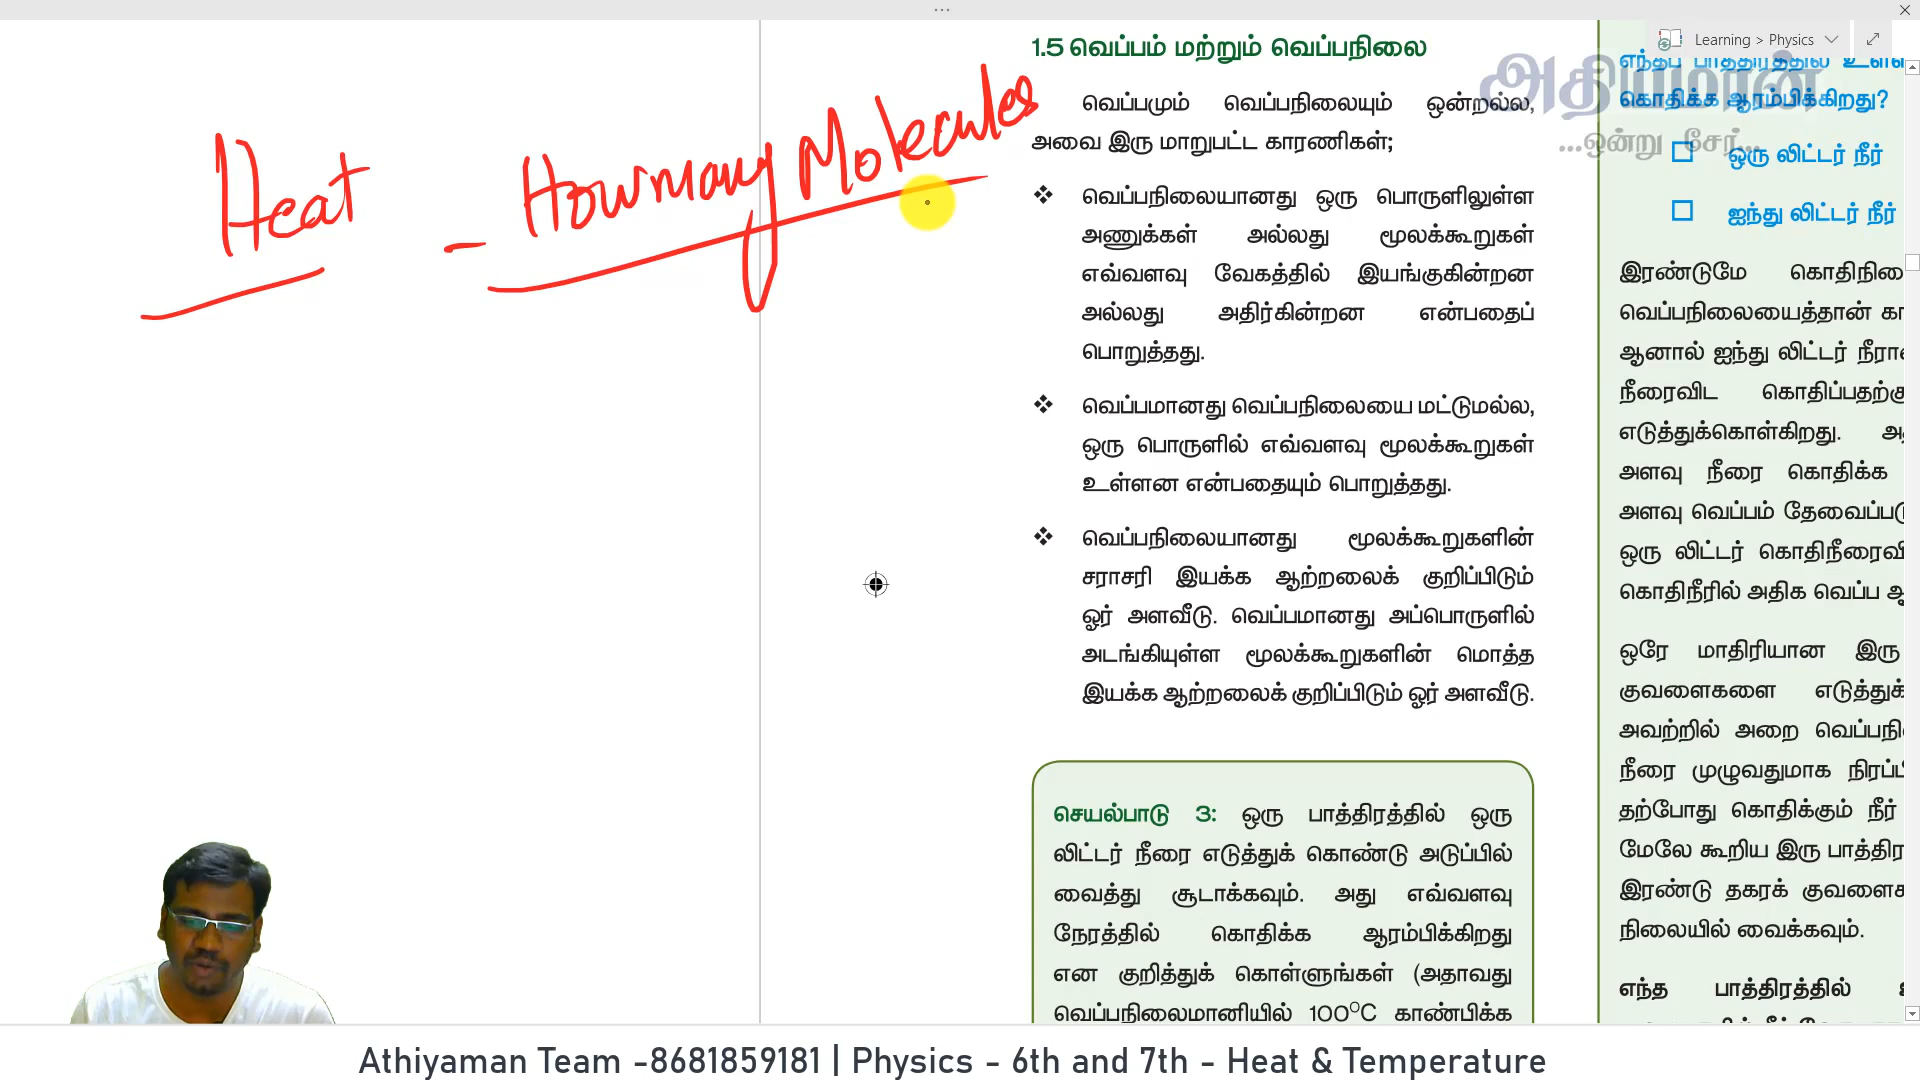 Learning > Physics
Heat - How many Molecules
1.5 வெப்பம் மற்றும் வெப்பநிலை
வெப்பமும் வெப்பநிலையும் ஒன்றல்ல,
அவை இரு மாறுபட்ட காரணிகள்;
❖ வெப்பநிலையானது ஒரு பொருளிலுள்ள
அணுக்கள் அல்லது மூலக்கூறுகள்
எவ்வளவு வேகத்தில் இயங்குகின்றன
அல்லது அதிர்கின்றன என்பதைப்
பொறுத்தது.
❖ வெப்பமானது வெப்பநிலையை மட்டுமல்ல,
ஒரு பொருளில் எவ்வளவு மூலக்கூறுகள்
உள்ளன என்பதையும் பொறுத்தது.
❖ வெப்பநிலையானது மூலக்கூறுகளின்
சராசரி இயக்க ஆற்றலைக் குறிப்பிடும்
ஓர் அளவீடு. வெப்பமானது அப்பொருளில்
அடங்கியுள்ள மூலக்கூறுகளின் மொத்த
இயக்க ஆற்றலைக் குறிப்பிடும் ஓர் அளவீடு.
செயல்பாடு 3: ஒரு பாத்திரத்தில் ஒரு
லிட்டர் நீரை எடுத்துக் கொண்டு அடுப்பில்
வைத்து சூடாக்கவும். அது எவ்வளவு
நேரத்தில் கொதிக்க ஆரம்பிக்கிறது
என குறித்துக் கொள்ளுங்கள் (அதாவது
வெப்பநிலைமானியில் 100⁰C காண்பிக்க
அதியமான்
...ஒன்று சேர்...
எந்தப் பாத்திரத்தில்
கொதிக்க ஆரம்பிக்கிறது?
☐ ஒரு லிட்டர் நீர்
☐ ஐந்து லிட்டர் நீர்
இரண்டுமே
வெப்பநிலையைத்தான்
ஆனால் ஐந்து லிட்டர்
நீரைவிட
எடுத்துக்கொள்கிறது.
அளவு நீரை கொதிக்க
அளவு வெப்பம்
ஒரு லிட்டர்
கொதிநீரில் அதிக வெப்ப
ஒரே மாதிரியான இரு
குவளைகளை
அவற்றில் அறை
நீரை முழுவதுமாக
தற்போது கொதிக்கும் நீர்
மேலே கூறிய இரு
இரண்டு தகரக்
நிலையில் வைக்கவும்.
எந்த பாத்திரத்தில்
Athiyaman Team -8681859181 | Physics - 6th and 7th - Heat & Temperature